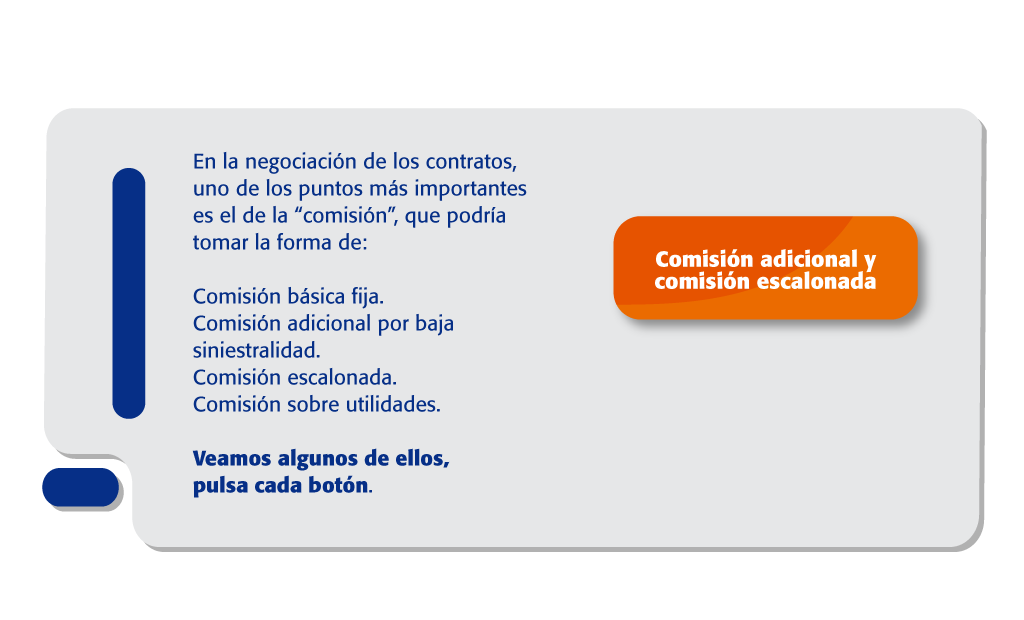 En la negociación de los contratos,
uno de los puntos más importantes
es el de la “comisión”, que podría
tomar la forma de:
Comisión básica fija.
Comisión adicional por baja
siniestralidad.
Comisión escalonada.
Comisión sobre utilidades.
Veamos algunos de ellos,
pulsa cada botón.
Comisión adicional y
comisión escalonada